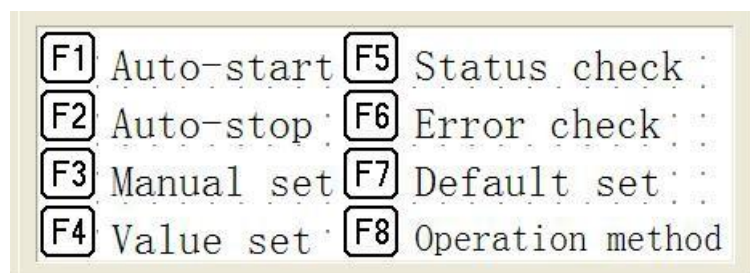 F1 Auto-start F5 Status check
F2 Auto-stop F6 Error check
F3 Manual set F7 Default set
F4 Value set F8 Operation method